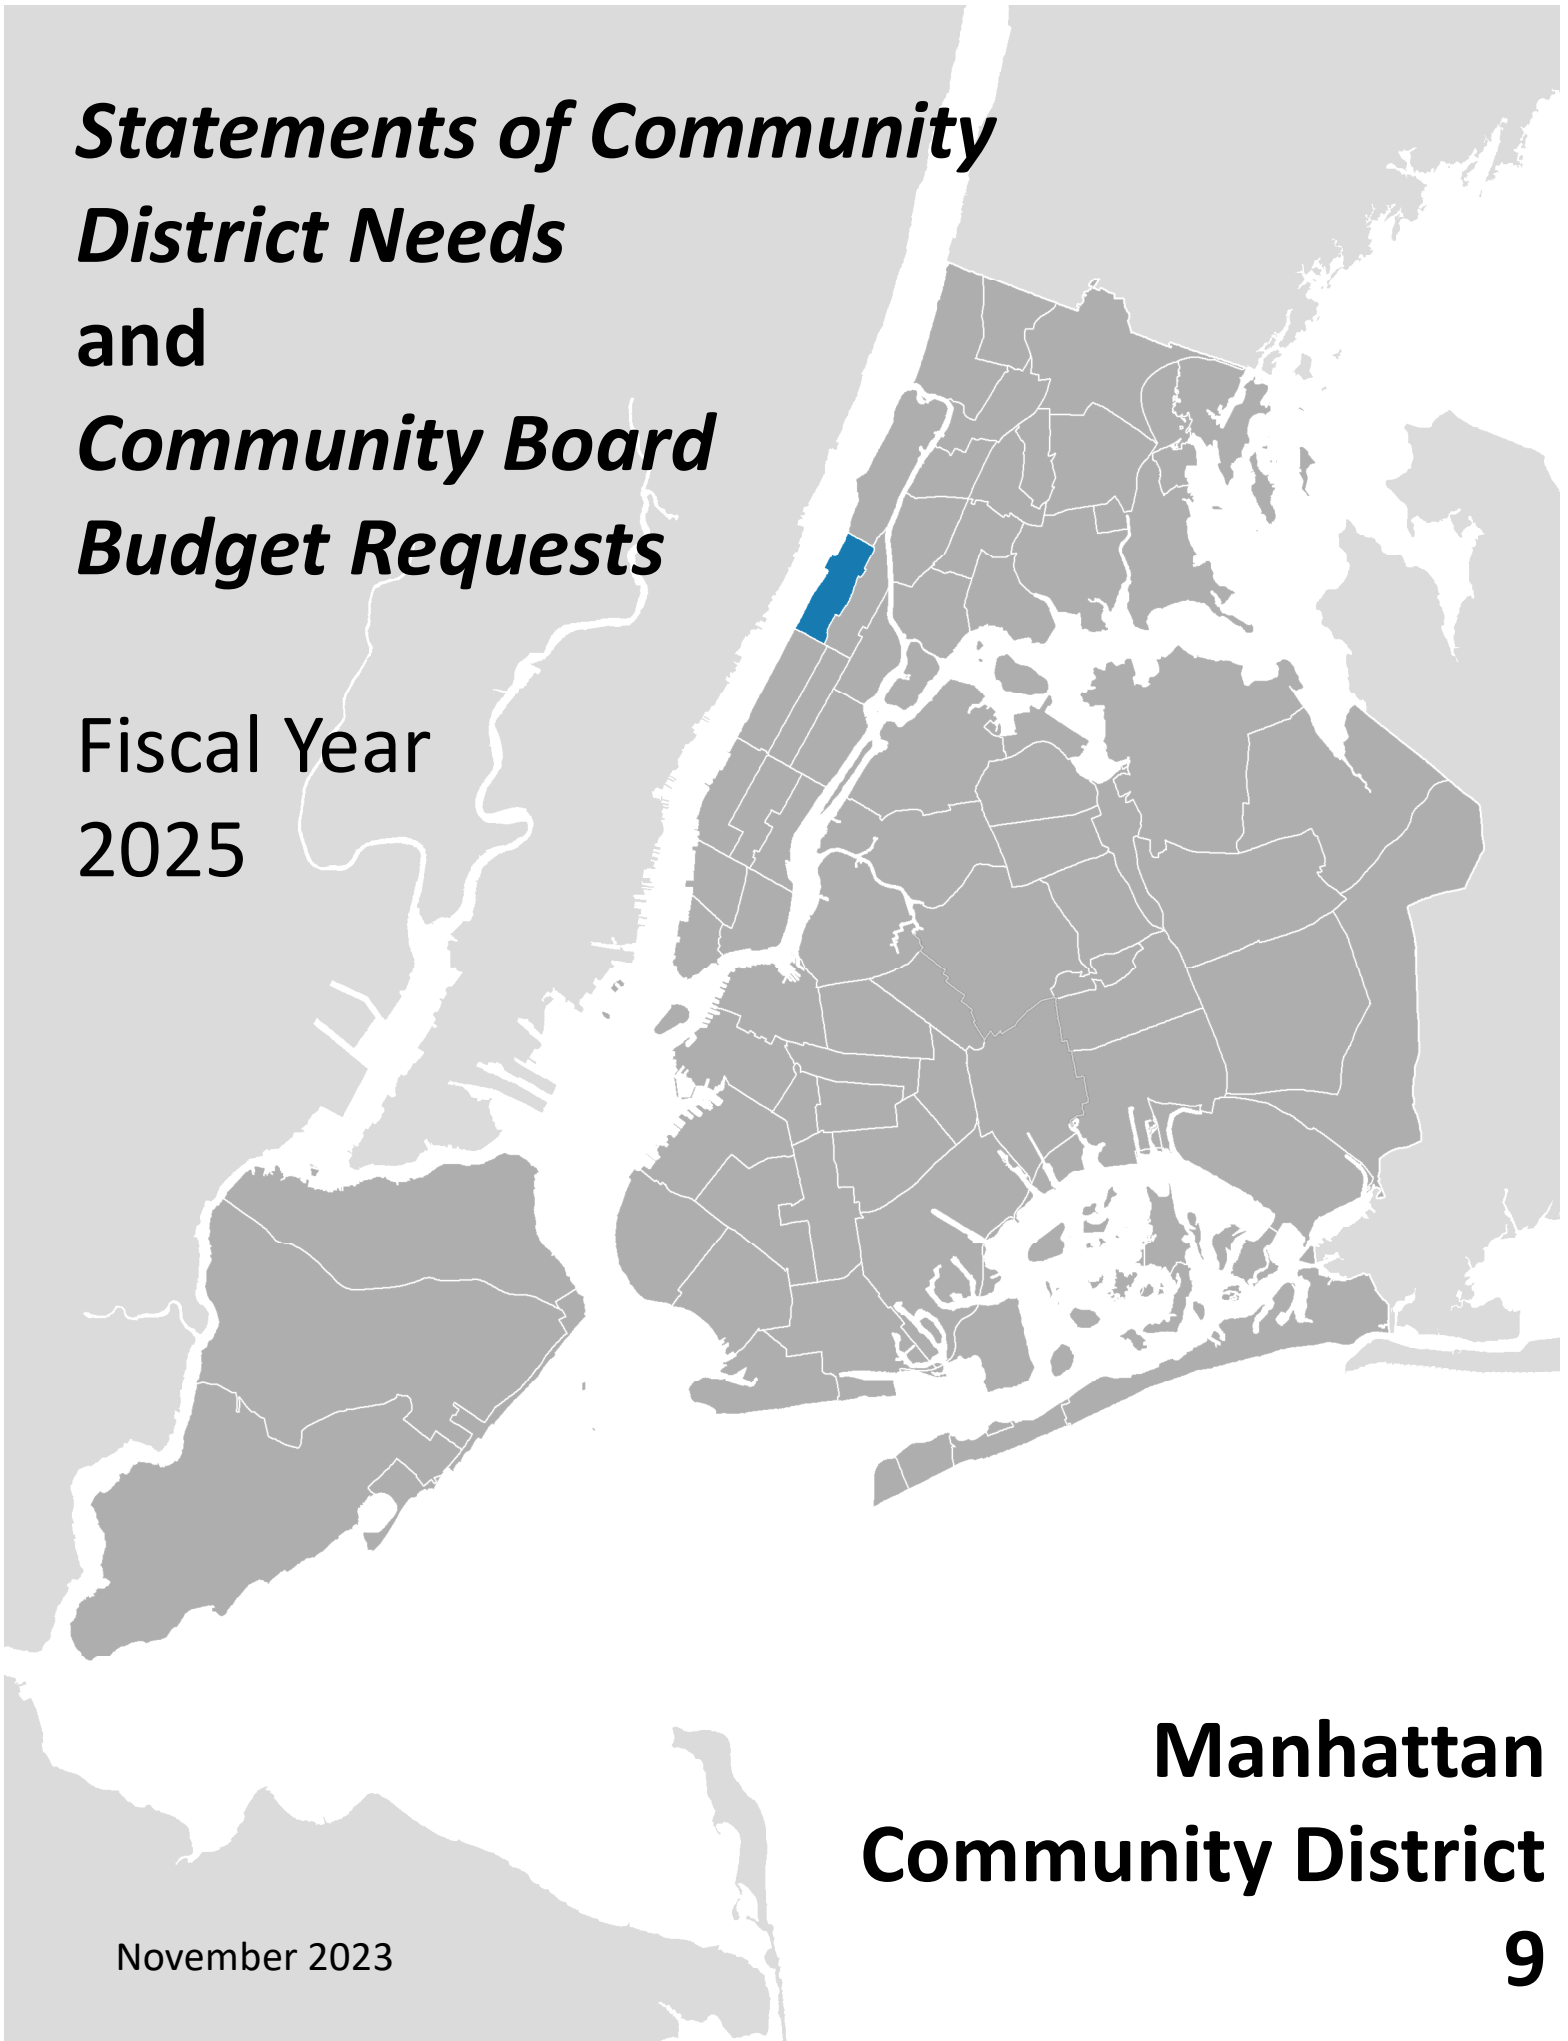 Statements of Community
District Needs
and
Community Board
Budget Requests
Fiscal Year
2025
Manhattan
Community District
9
November 2023